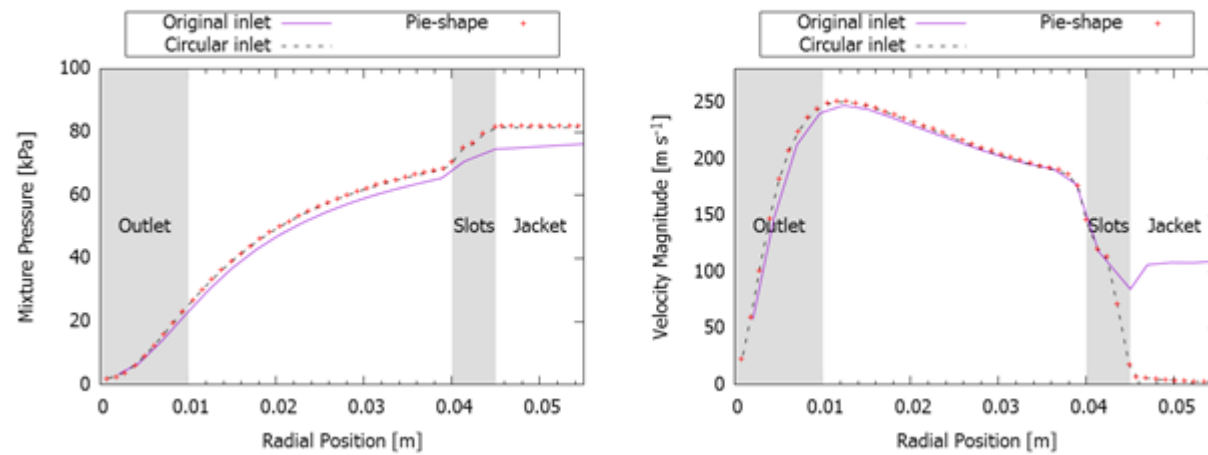 Original inlet
Pie-shape
Circular inlet
100
80
60
40
20
0
Mixture Pressure [kPa]
Outlet
Slots
Jacket
0
0.01
0.02
0.03
0.04
0.05
Radial Position [m]
Original inlet
Pie-shape
Circular inlet
250
200
150
100
50
0
Velocity Magnitude [m s⁻¹]
Outlet
Slots
Jacket
0
0.01
0.02
0.03
0.04
0.05
Radial Position [m]